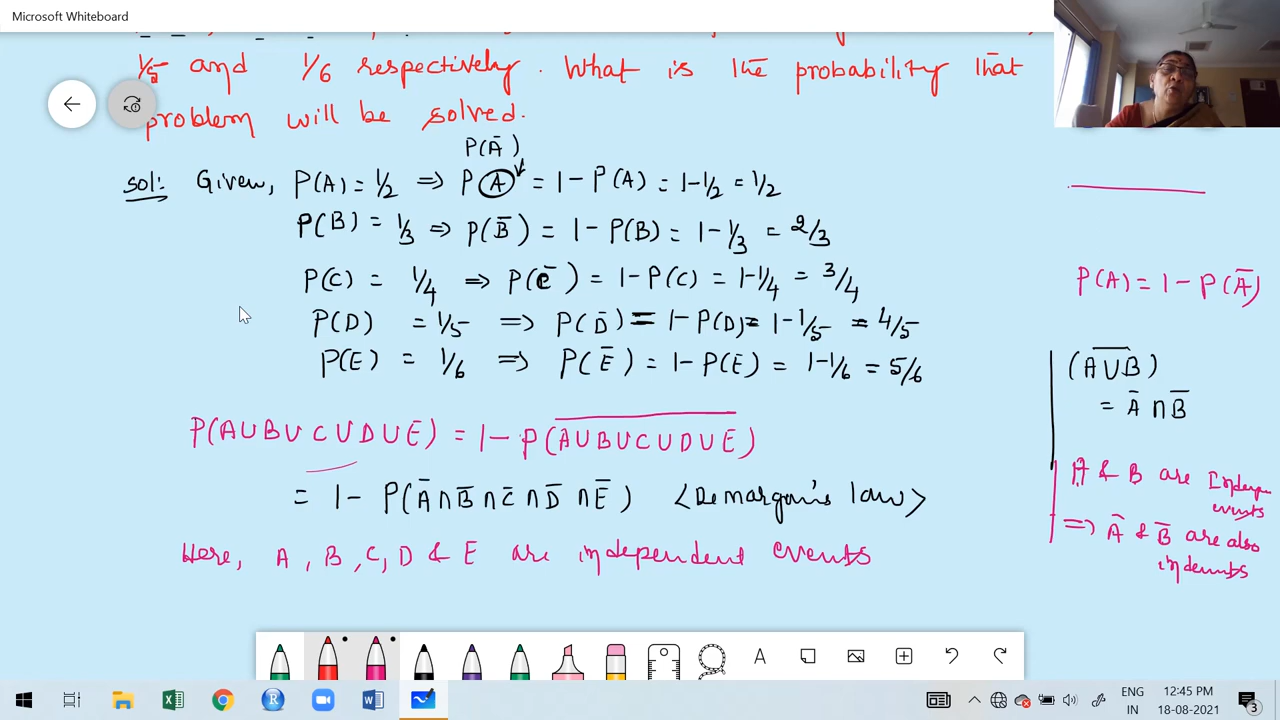 Microsoft Whiteboard
1/5 and 1/6 respectively. What is the probability that
problem will be solved.
P(Ā)
Sol: Given, P(A) = 1/2 ⇒ P(A) = 1 - P(A) = 1-1/2 = 1/2
P(B) = 1/3 ⇒ P(B̄) = 1 - P(B) = 1 - 1/3 = 2/3
P(C) = 1/4 ⇒ P(C̄) = 1-P(C) = 1-1/4 = 3/4
P(D) = 1/5 ⇒ P(D̄) = 1-P(D) = 1-1/5 = 4/5
P(E) = 1/6 ⇒ P(Ē) = 1-P(E) = 1-1/6 = 5/6
P(A∪B∪C∪D∪E) = 1- P(A̅∪̅B̅∪̅C̅∪̅D̅∪̅E̅)
= 1- P(Ā∩B̄∩C̄∩D̄∩Ē) <Demorgan's law>
Here, A, B, C, D & E are independent events
P(A) = 1 - P(Ā)
(A̅∪̅B̅)
= Ā∩B̄
A & B are Indepe
events
⇒ Ā & B̄ are also
indeunts
ENG
IN
12:45 PM
18-08-2021
3